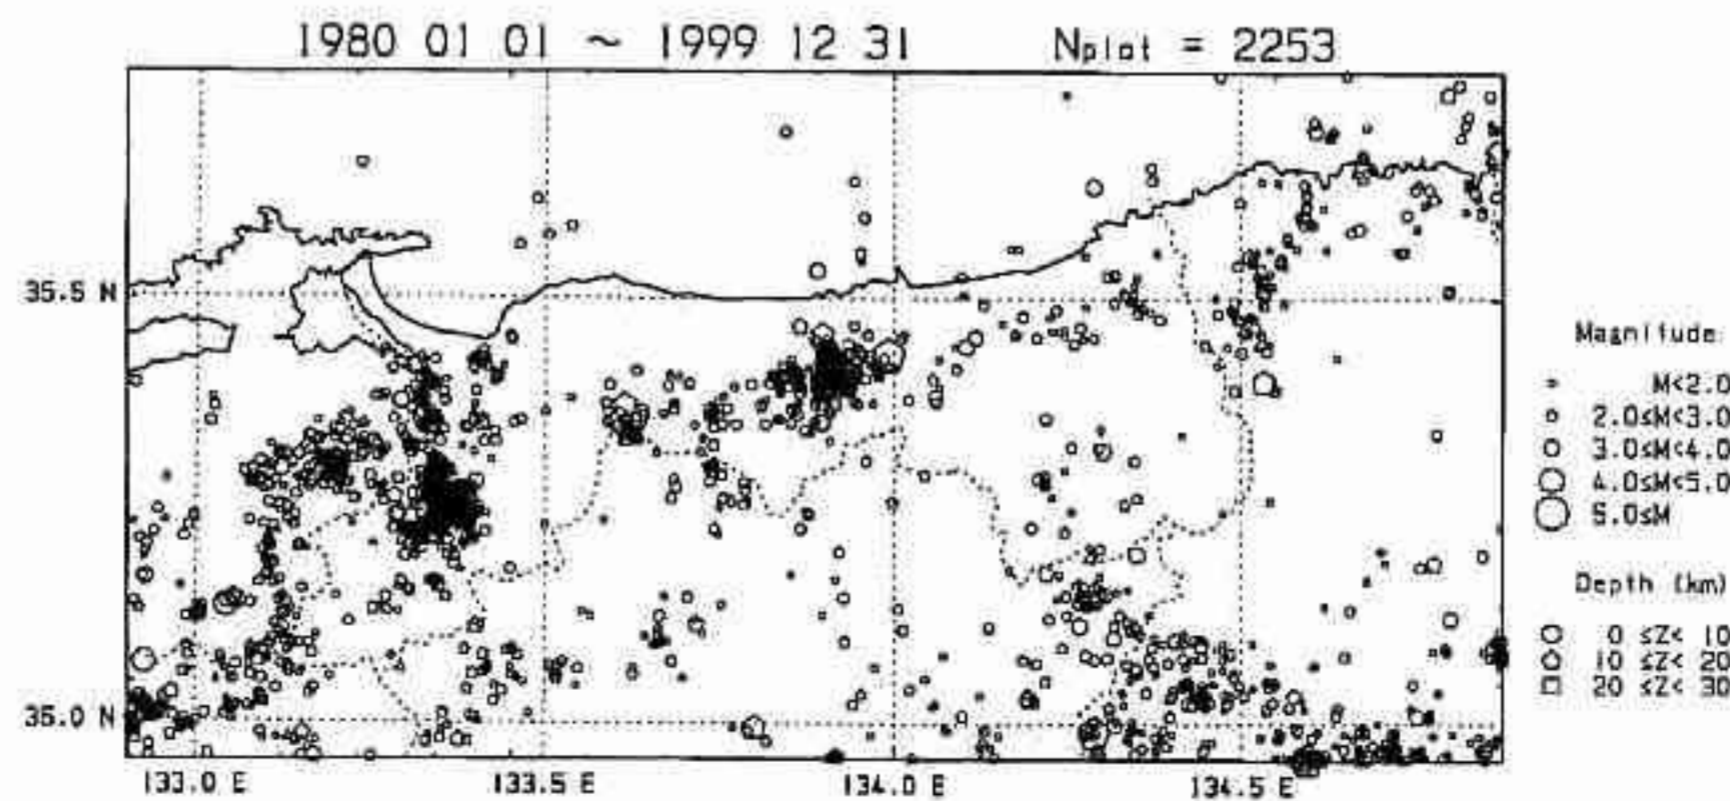 1980 01 01 ~ 1999 12 31 Nplot = 2253
35.5 N
35.0 N
133.0 E 133.5 E 134.0 E 134.5 E
Magnitude
M<2.0
2.0≤M<3.0
3.0≤M<4.0
4.0≤M<5.0
5.0≤M
Depth (km)
0 ≤Z< 10
10 ≤Z< 20
20 ≤Z< 30